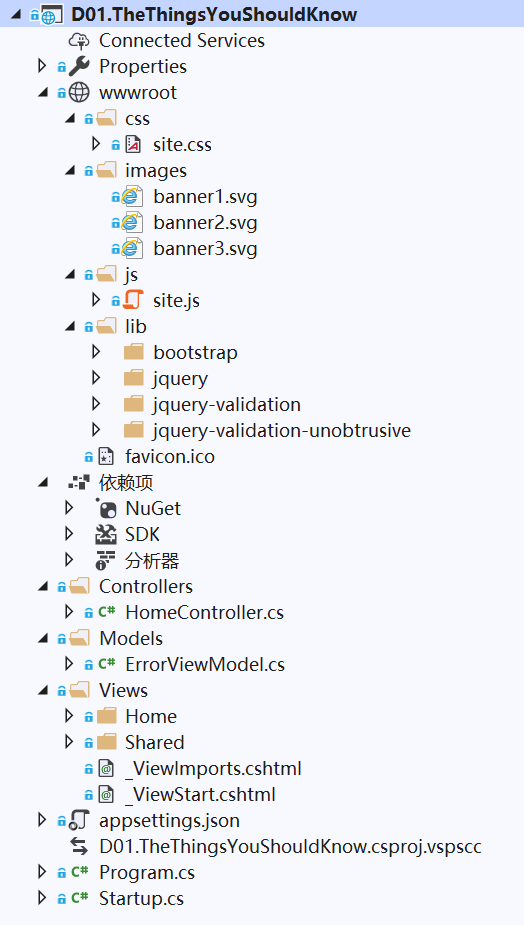 D01.TheThingsYouShouldKnow
Connected Services
Properties
wwwroot
css
site.css
images
banner1.svg
banner2.svg
banner3.svg
js
site.js
lib
bootstrap
jquery
jquery-validation
jquery-validation-unobtrusive
favicon.ico
依赖项
NuGet
SDK
分析器
Controllers
C# HomeController.cs
Models
C# ErrorViewModel.cs
Views
Home
Shared
_ViewImports.cshtml
_ViewStart.cshtml
appsettings.json
D01.TheThingsYouShouldKnow.csproj.vspscc
C# Program.cs
C# Startup.cs